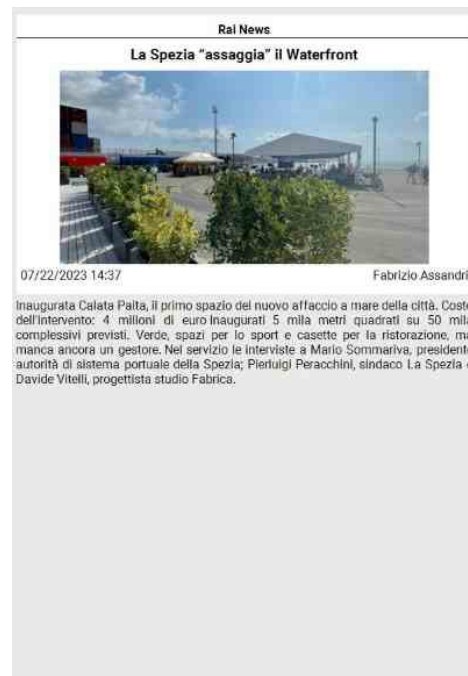 Rai News
La Spezia “assaggia” il Waterfront
07/22/2023 14:37
Fabrizio Assandri
Inaugurata Calata Paita, il primo spazio del nuovo affaccio a mare della città. Costo
dell'intervento: 4 milioni di euro Inaugurati 5 mila metri quadrati su 50 mila
complessivi previsti. Verde, spazi per lo sport e casette per la ristorazione, ma
manca ancora un gestore. Nel servizio le interviste a Mario Sommariva, presidente
autorità di sistema portuale della Spezia; Pierluigi Peracchini, sindaco La Spezia e
Davide Vitelli, progettista studio Fabrica.